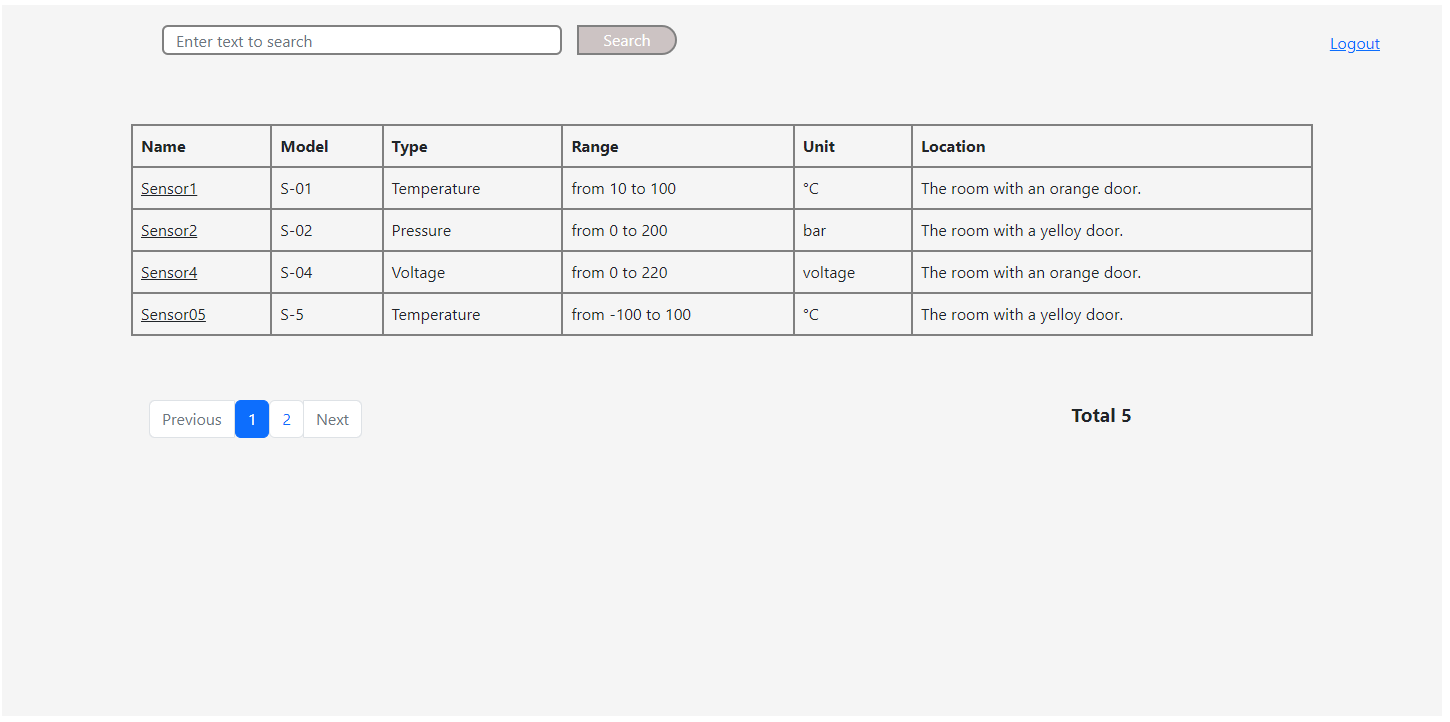 Enter text to search Search Logout
Name Model Type Range Unit Location
Sensor1 S-01 Temperature from 10 to 100 °C The room with an orange door.
Sensor2 S-02 Pressure from 0 to 200 bar The room with a yelloy door.
Sensor4 S-04 Voltage from 0 to 220 voltage The room with an orange door.
Sensor05 S-5 Temperature from -100 to 100 °C The room with a yelloy door.
Previous 1 2 Next Total 5